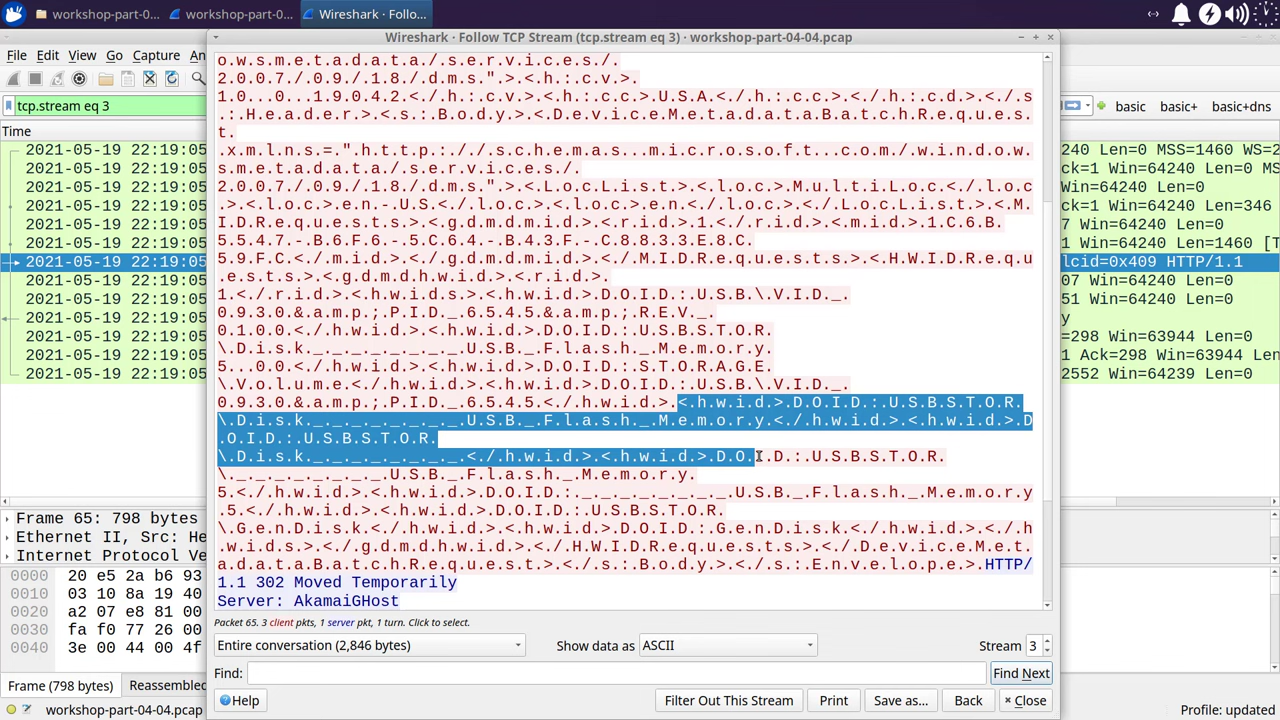 workshop-part-0...
workshop-part-0...
Wireshark · Follo...
Wireshark · Follow TCP Stream (tcp.stream eq 3) · workshop-part-04-04.pcap
File Edit View Go
tcp.stream eq 3
basic basic+ basic+dns
Time
2021-05-19 22:19:05
2021-05-19 22:19:05
2021-05-19 22:19:05
2021-05-19 22:19:05
2021-05-19 22:19:05
2021-05-19 22:19:05
2021-05-19 22:19:05
2021-05-19 22:19:05
2021-05-19 22:19:05
2021-05-19 22:19:05
2021-05-19 22:19:05
2021-05-19 22:19:05
2021-05-19 22:19:05
o.w.s.m.e.t.a.d.a.t.a./.s.e.r.v.i.c.e.s./.
2.0.0.7./.0.9./.1.8./.d.m.s.".>.<.h.:.c.v.>.
1.0...0...1.9.0.4.2.<./.h.:.c.v.>.<.h.:.c.c.>.U.S.A.<./.h.:.c.c.>.<./.h.:.c.d.>.<./.s
.:.H.e.a.d.e.r.>.<.s.:.B.o.d.y.>.<.D.e.v.i.c.e.M.e.t.a.d.a.t.a.B.a.t.c.h.R.e.q.u.e.s.
t.
.x.m.l.n.s.=.".h.t.t.p.:././.s.c.h.e.m.a.s...m.i.c.r.o.s.o.f.t...c.o.m./.w.i.n.d.o.w.
s.m.e.t.a.d.a.t.a./.s.e.r.v.i.c.e.s./.
2.0.0.7./.0.9./.1.8./.d.m.s.".>.<.L.o.c.L.i.s.t.>.<.l.o.c.>.M.u.l.t.i.L.o.c.<./.l.o.c
.>.<.l.o.c.>.e.n.-.U.S.<./.l.o.c.>.<.l.o.c.>.e.n.<./.l.o.c.>.<./.L.o.c.L.i.s.t.>.<.M.
I.D.R.e.q.u.e.s.t.s.>.<.g.d.m.d.m.i.d.>.<.r.i.d.>.1.<./.r.i.d.>.<.m.i.d.>.1.C.6.B.
5.5.4.7.-.B.6.F.6.-.5.C.6.4.-.B.4.3.F.-.C.8.8.3.3.E.8.C.
5.9.F.C.<./.m.i.d.>.<./.g.d.m.d.m.i.d.>.<./.M.I.D.R.e.q.u.e.s.t.s.>.<.H.W.I.D.R.e.q.u
.e.s.t.s.>.<.g.d.m.d.h.w.i.d.>.<.r.i.d.>.
1.<./.r.i.d.>.<.h.w.i.d.s.>.<.h.w.i.d.>.D.O.I.D.:.U.S.B.\.V.I.D._.
0.9.3.0.&.a.m.p.;.P.I.D._.6.5.4.5.&.a.m.p.;.R.E.V._.
0.1.0.0.<./.h.w.i.d.>.<.h.w.i.d.>.D.O.I.D.:.U.S.B.S.T.O.R.
\.D.i.s.k._._._._._._._._.U.S.B._.F.l.a.s.h._.M.e.m.o.r.y.
5...0.0.<./.h.w.i.d.>.<.h.w.i.d.>.D.O.I.D.:.S.T.O.R.A.G.E.
\.V.o.l.u.m.e.<./.h.w.i.d.>.<.h.w.i.d.>.D.O.I.D.:.U.S.B.\.V.I.D._.
0.9.3.0.&.a.m.p.;.P.I.D._.6.5.4.5.<./.h.w.i.d.>.<.h.w.i.d.>.D.O.I.D.:.U.S.B.S.T.O.R.
\.D.i.s.k._._._._._._._._.U.S.B._.F.l.a.s.h._.M.e.m.o.r.y.<./.h.w.i.d.>.<.h.w.i.d.>.D
.O.I.D.:.U.S.B.S.T.O.R.
\.D.i.s.k._._._._._._._._.<./.h.w.i.d.>.<.h.w.i.d.>.D.O.I.D.:.U.S.B.S.T.O.R.
\._._._._._._._._.U.S.B._.F.l.a.s.h._.M.e.m.o.r.y.
5.<./.h.w.i.d.>.<.h.w.i.d.>.D.O.I.D.:._._._._._._._._.U.S.B._.F.l.a.s.h._.M.e.m.o.r.y
.5.<./.h.w.i.d.>.<.h.w.i.d.>.D.O.I.D.:.U.S.B.S.T.O.R.
\.G.e.n.D.i.s.k.<./.h.w.i.d.>.<.h.w.i.d.>.D.O.I.D.:.G.e.n.D.i.s.k.<./.h.w.i.d.>.<./.h
.w.i.d.s.>.<./.g.d.m.d.h.w.i.d.>.<./.H.W.I.D.R.e.q.u.e.s.t.s.>.<./.D.e.v.i.c.e.M.e.t.
a.d.a.t.a.B.a.t.c.h.R.e.q.u.e.s.t.>.<./.s.:.B.o.d.y.>.<./.s.:.E.n.v.e.l.o.p.e.>.HTTP/
1.1 302 Moved Temporarily
Server: AkamaiGHost
240 Len=0 MSS=1460 WS=2
Win=64240 Len=0
ck=1 Win=64240 Len=0
ck=1 Win=64240 Len=346
7 Win=64240 Len=0
1 Win=64240 Len=1460 [T
lcid=0x409 HTTP/1.1
07 Win=64240 Len=0
51 Win=64240 Len=0
y
=298 Win=63944 Len=0
1 Ack=298 Win=63944 Len
2552 Win=64239 Len=0
Packet 65. 3 client pkts, 1 server pkt, 1 turn. Click to select.
Entire conversation (2,846 bytes)
Show data as ASCII
Stream 3
Find:
Find Next
Help
Filter Out This Stream
Print
Save as...
Back
Close
Frame 65: 798 bytes
Ethernet II, Src: He
Internet Protocol Ve
0000 20 e5 2a b6 93
0010 03 10 8a 19 40
0020 a2 07 e8 81 00
0030 fa f0 77 26 00
0040 3e 00 44 00 4f
Frame (798 bytes)
Reassembled
workshop-part-04-04.pcap
Profile: updated